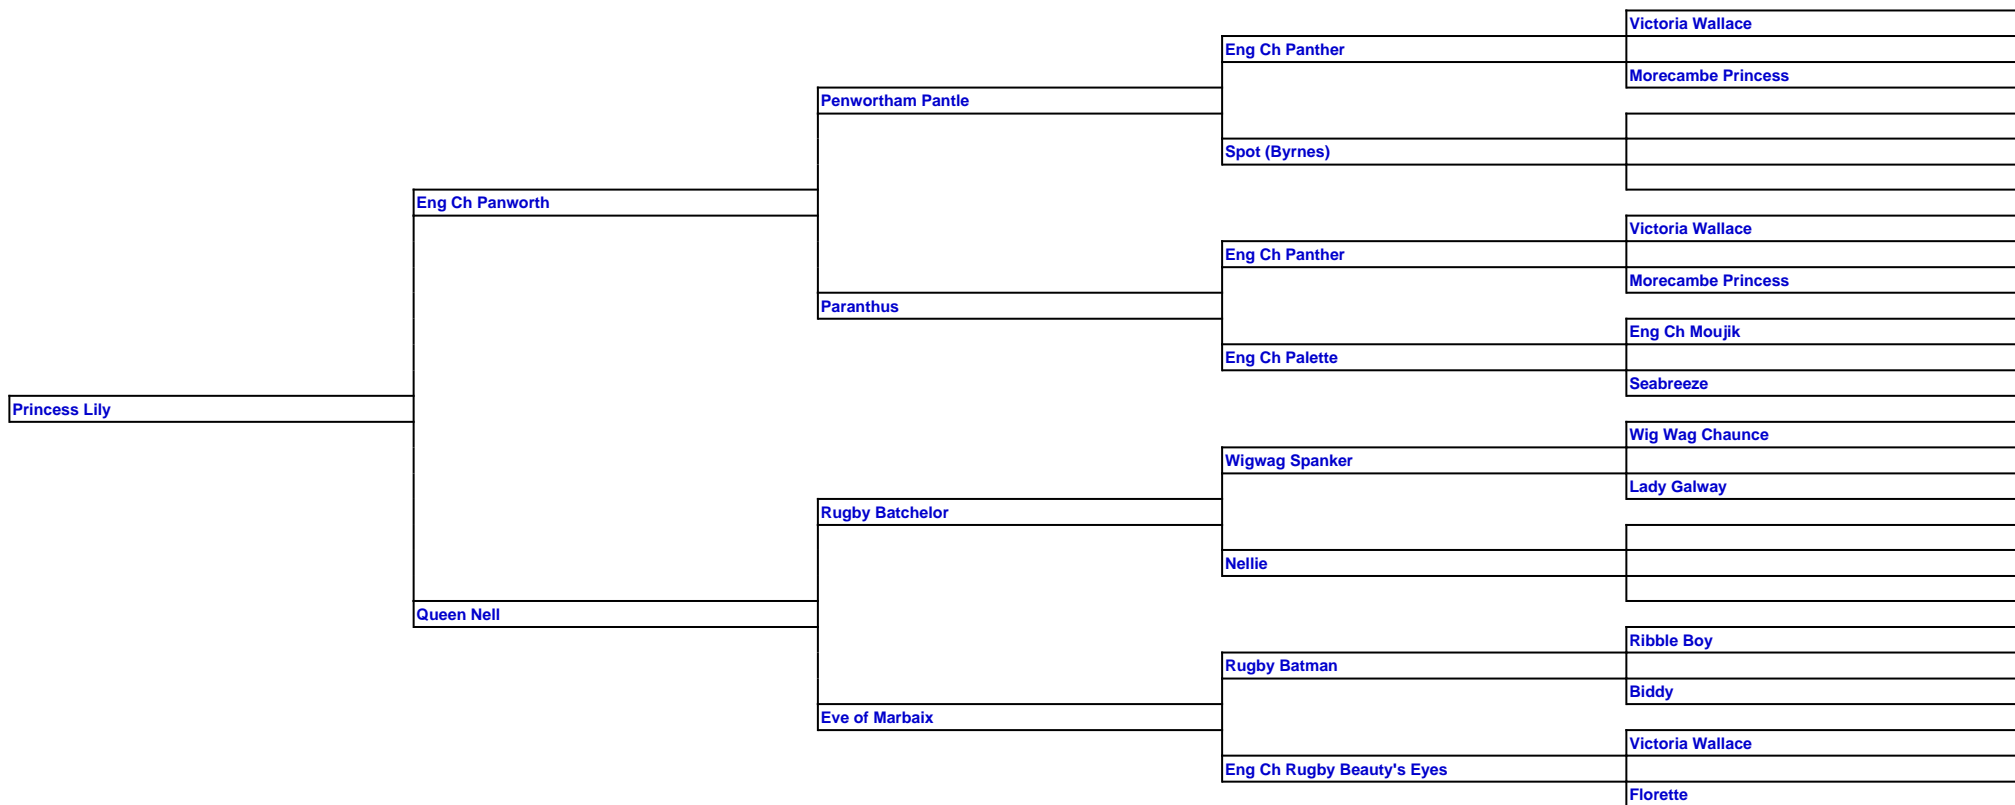 Victoria Wallace
Eng Ch Panther
Morecambe Princess
Penwortham Pantle
Spot (Byrnes)
Eng Ch Panworth
Victoria Wallace
Eng Ch Panther
Morecambe Princess
Paranthus
Eng Ch Moujik
Eng Ch Palette
Seabreeze
Princess Lily
Wig Wag Chaunce
Wigwag Spanker
Lady Galway
Rugby Batchelor
Nellie
Queen Nell
Ribble Boy
Rugby Batman
Biddy
Eve of Marbaix
Victoria Wallace
Eng Ch Rugby Beauty's Eyes
Florette